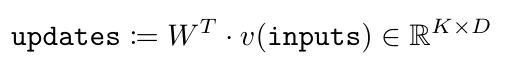 updates := W^T · v(inputs) ∈ ℝ^{K×D}